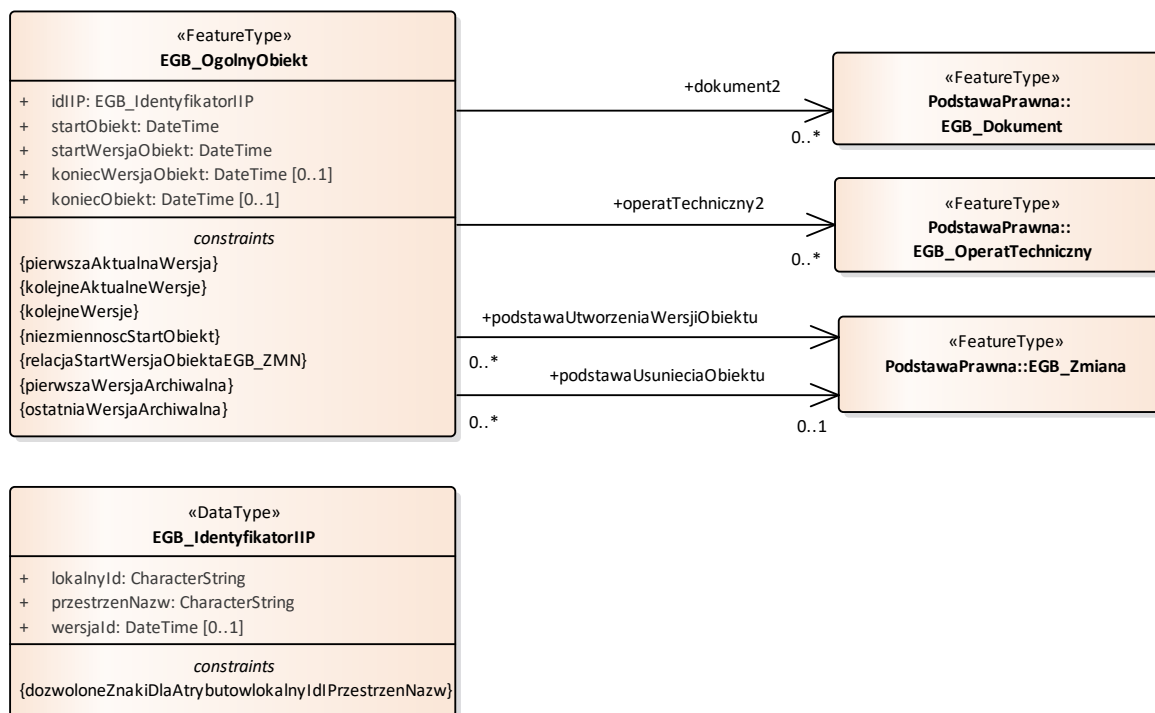 «FeatureType»
EGB_OgolnyObiekt
+ idIIP: EGB_IdentyfikatorIIP
+ startObiekt: DateTime
+ startWersjaObiekt: DateTime
+ koniecWersjaObiekt: DateTime [0..1]
+ koniecObiekt: DateTime [0..1]
constraints
{pierwszaAktualnaWersja}
{kolejneAktualneWersje}
{kolejneWersje}
{niezmiennoscStartObiekt}
{relacjaStartWersjaObiektaEGB_ZMN}
{pierwszaWersjaArchiwalna}
{ostatniaWersjaArchiwalna}
+dokument2
0..*
«FeatureType»
PodstawaPrawna::
EGB_Dokument
+operatTechniczny2
0..*
«FeatureType»
PodstawaPrawna::
EGB_OperatTechniczny
+podstawaUtworzeniaWersjiObiektu
0..*
+podstawaUsunieciaObiektu
0..*
0..1
«FeatureType»
PodstawaPrawna::EGB_Zmiana
«DataType»
EGB_IdentyfikatorIIP
+ lokalnyId: CharacterString
+ przestrzenNazw: CharacterString
+ wersjaId: DateTime [0..1]
constraints
{dozwoloneZnakiDlaAtrybutowlokalnyIdIPrzestrzenNazw}